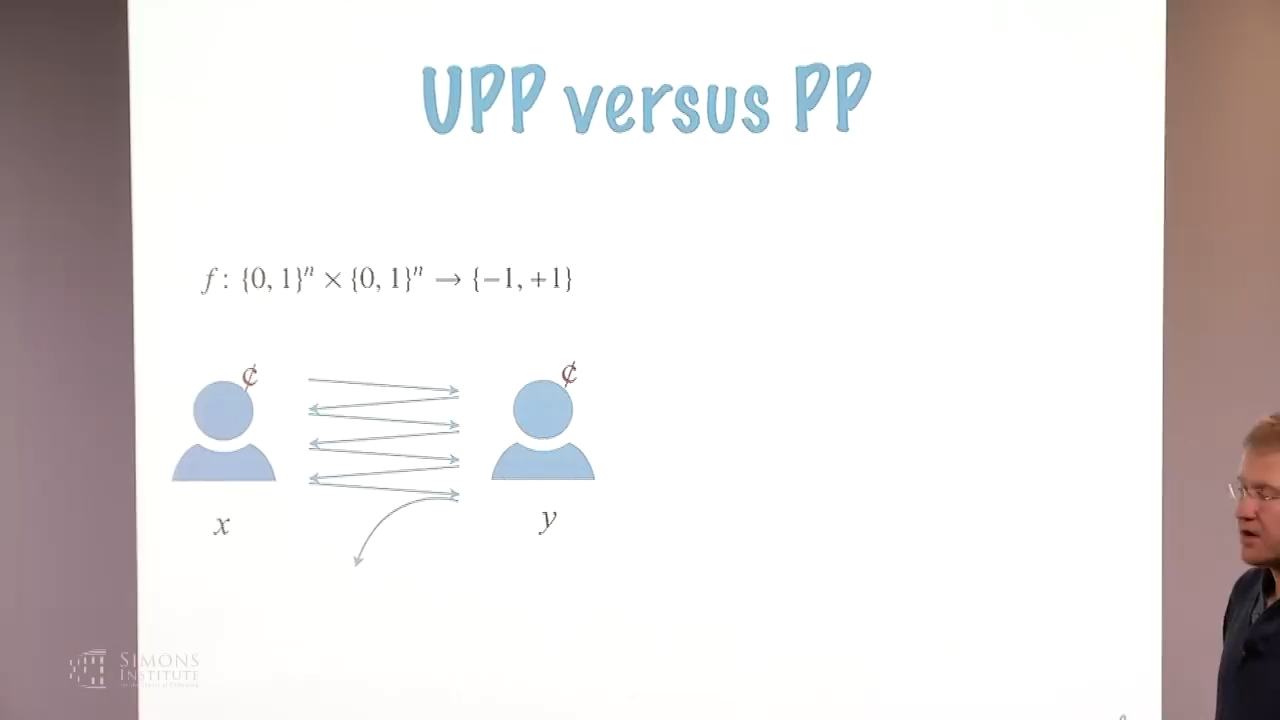 UPP versus PP
f: {0, 1}ⁿ × {0, 1}ⁿ → {−1, +1}
¢ ¢
x y
SIMONS
INSTITUTE